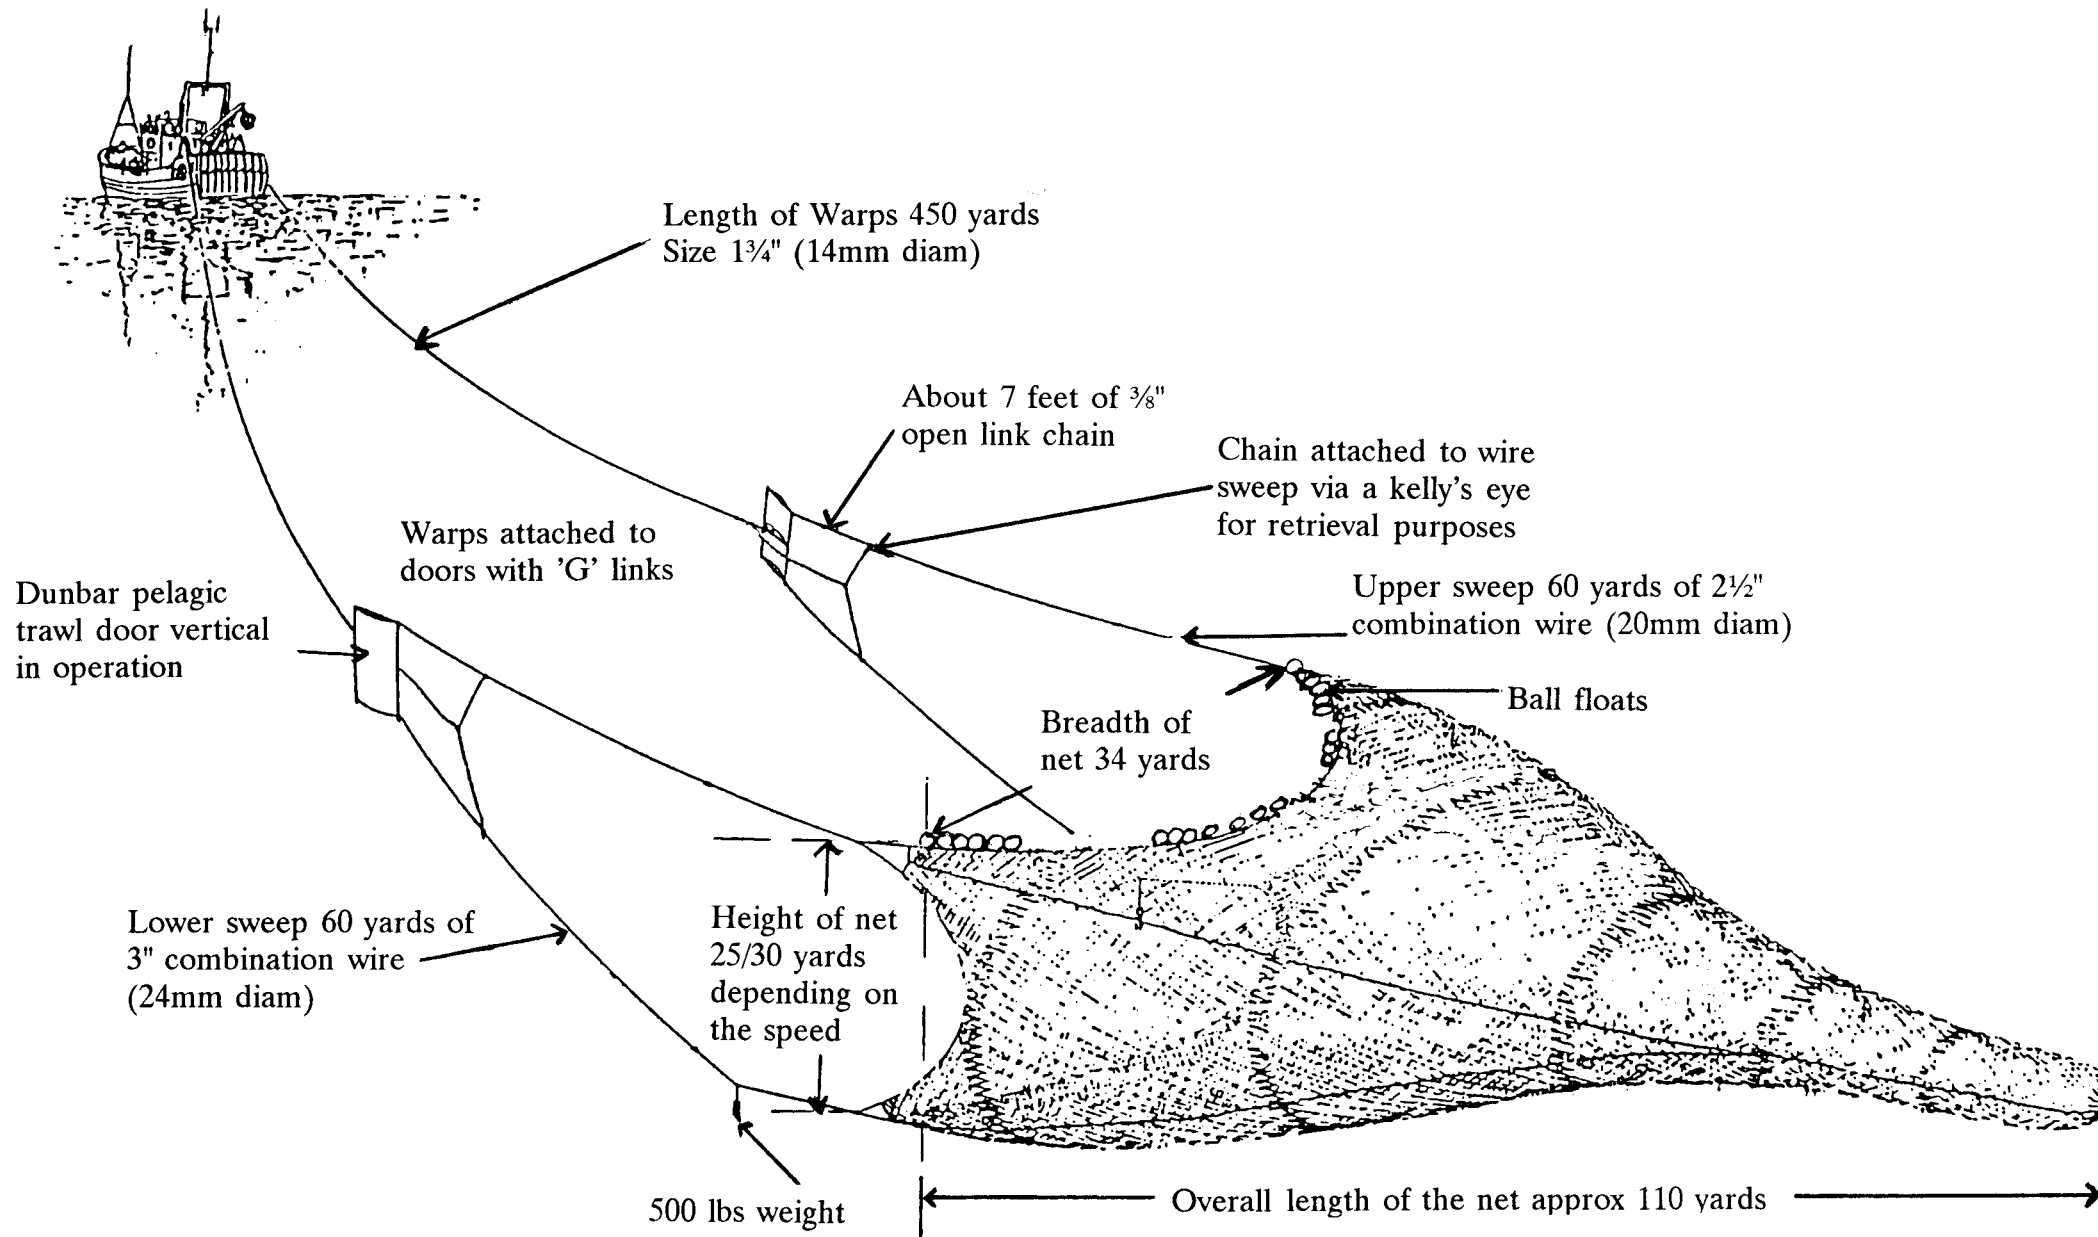 Length of Warps 450 yards
Size 1¾" (14mm diam)
About 7 feet of ⅜"
open link chain
Chain attached to wire
sweep via a kelly's eye
for retrieval purposes
Warps attached to
doors with 'G' links
Dunbar pelagic
trawl door vertical
in operation
Upper sweep 60 yards of 2½"
combination wire (20mm diam)
Ball floats
Breadth of
net 34 yards
Lower sweep 60 yards of
3" combination wire
(24mm diam)
Height of net
25/30 yards
depending on
the speed
500 lbs weight
Overall length of the net approx 110 yards